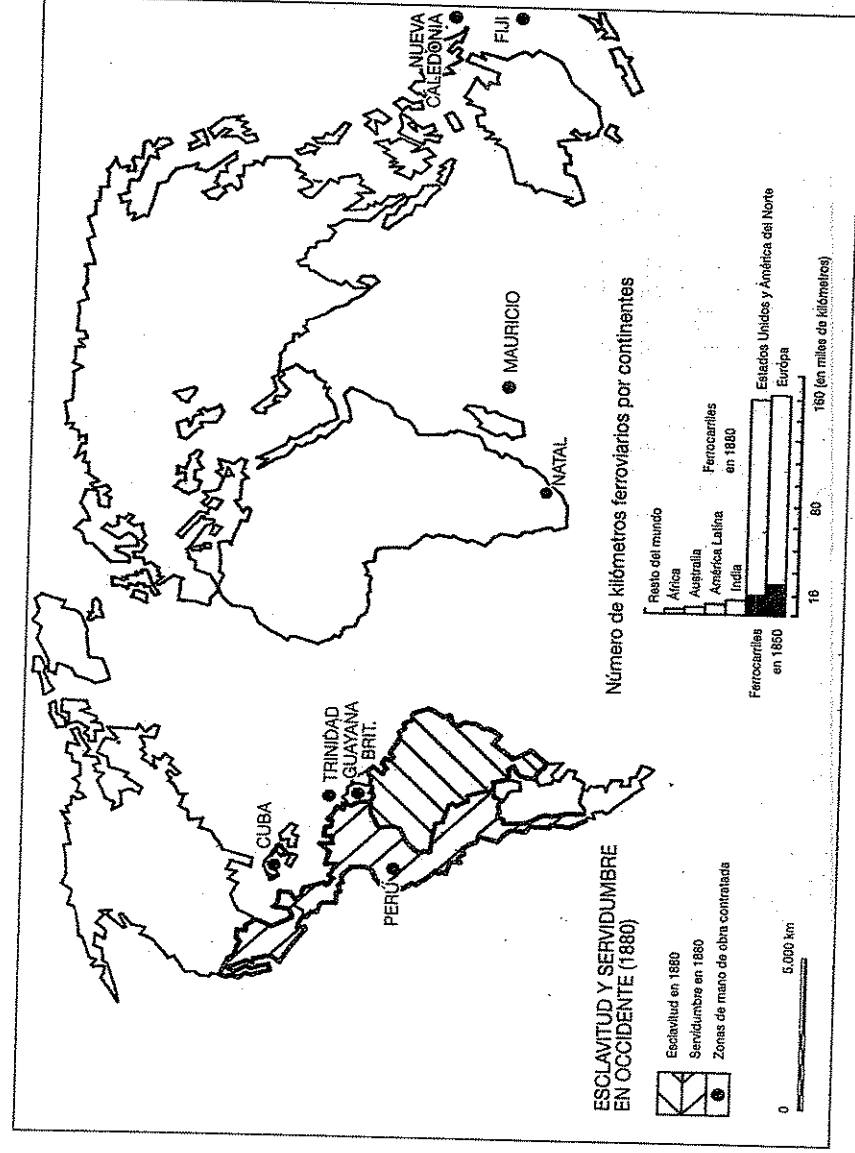 NUEVA
CALEDONIA
FIJI
MAURICIO
NATAL
CUBA
TRINIDAD
GUAYANA
BRIT.
PERÚ
ESCLAVITUD Y SERVIDUMBRE
EN OCCIDENTE (1880)
Esclavitud en 1880
Servidumbre en 1880
Zonas de mano de obra contratada
0 5.000 km
Número de kilómetros ferroviarios por continentes
Resto del mundo
África
Australia
América Latina
India
Ferrocarriles
en 1880
Estados Unidos y América del Norte
Európa
Ferrocarriles
en 1850
16 80 160 (en miles de kilómetros)